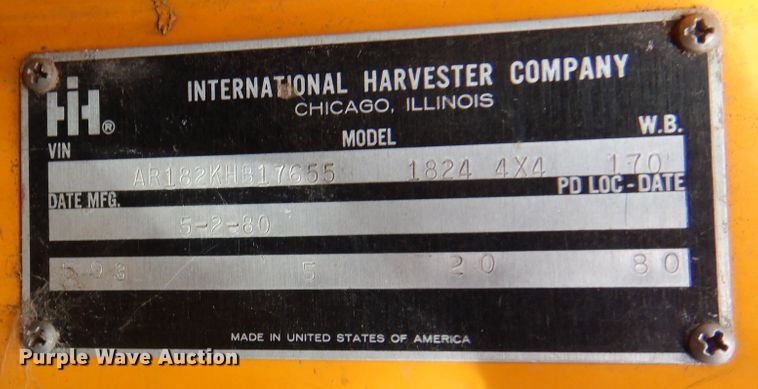 IH®
INTERNATIONAL HARVESTER COMPANY
CHICAGO, ILLINOIS
VIN MODEL W.B.
AR182KHB17655 1824 4X4 170
DATE MFG. PD LOC - DATE
5-2-80
5 20 80
MADE IN UNITED STATES OF AMERICA
Purple Wave Auction